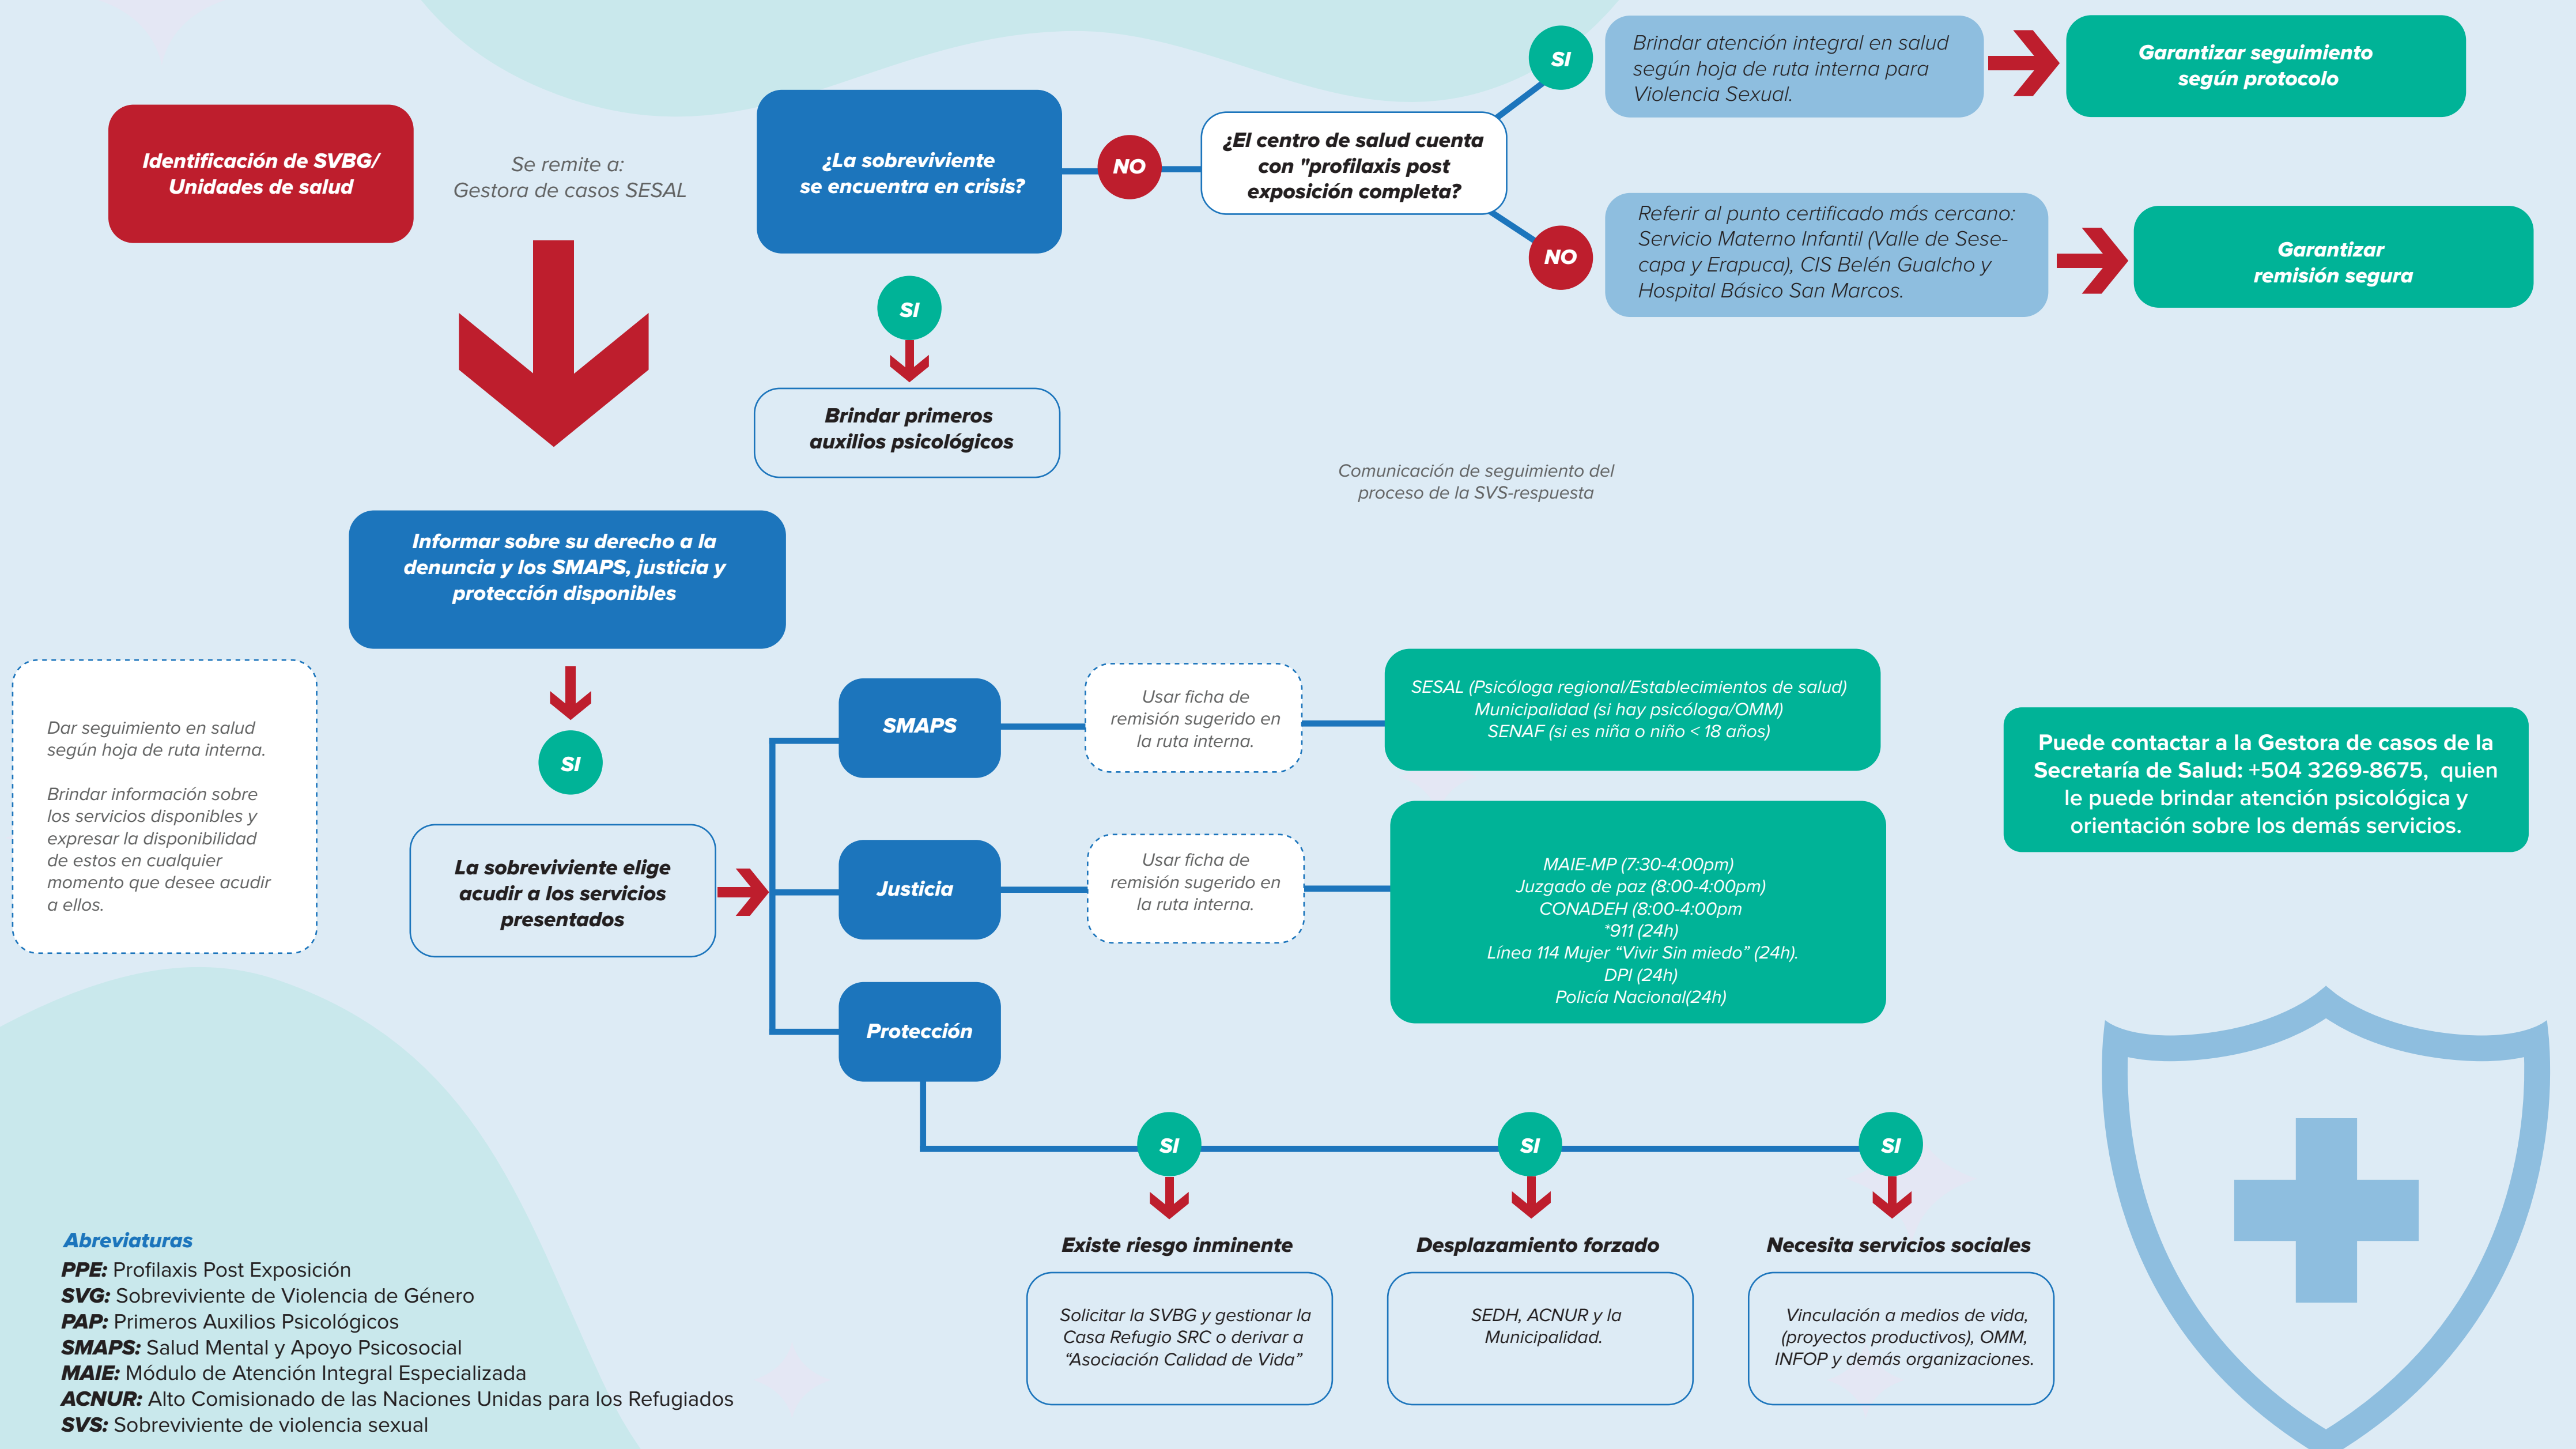 Identificación de SVBG/
Unidades de salud
Se remite a:
Gestora de casos SESAL
¿La sobreviviente
se encuentra en crisis?
NO
¿El centro de salud cuenta
con "profilaxis post
exposición completa?
SI
Brindar atención integral en salud
según hoja de ruta interna para
Violencia Sexual.
Garantizar seguimiento
según protocolo
NO
Referir al punto certificado más cercano:
Servicio Materno Infantil (Valle de Sese-
capa y Erapuca), CIS Belén Gualcho y
Hospital Básico San Marcos.
Garantizar
remisión segura
SI
Brindar primeros
auxilios psicológicos
Comunicación de seguimiento del
proceso de la SVS-respuesta
Informar sobre su derecho a la
denuncia y los SMAPS, justicia y
protección disponibles
Dar seguimiento en salud
según hoja de ruta interna.
Brindar información sobre
los servicios disponibles y
expresar la disponibilidad
de estos en cualquier
momento que desee acudir
a ellos.
SI
La sobreviviente elige
acudir a los servicios
presentados
SMAPS
Usar ficha de
remisión sugerido en
la ruta interna.
SESAL (Psicóloga regional/Establecimientos de salud)
Municipalidad (si hay psicóloga/OMM)
SENAF (si es niña o niño < 18 años)
Justicia
Usar ficha de
remisión sugerido en
la ruta interna.
MAIE-MP (7:30-4:00pm)
Juzgado de paz (8:00-4:00pm)
CONADEH (8:00-4:00pm
*911 (24h)
Línea 114 Mujer “Vivir Sin miedo” (24h).
DPI (24h)
Policía Nacional(24h)
Puede contactar a la Gestora de casos de la
Secretaría de Salud: +504 3269-8675, quien
le puede brindar atención psicológica y
orientación sobre los demás servicios.
Protección
SI
Existe riesgo inminente
Solicitar la SVBG y gestionar la
Casa Refugio SRC o derivar a
“Asociación Calidad de Vida”
SI
Desplazamiento forzado
SEDH, ACNUR y la
Municipalidad.
SI
Necesita servicios sociales
Vinculación a medios de vida,
(proyectos productivos), OMM,
INFOP y demás organizaciones.
Abreviaturas
PPE: Profilaxis Post Exposición
SVG: Sobreviviente de Violencia de Género
PAP: Primeros Auxilios Psicológicos
SMAPS: Salud Mental y Apoyo Psicosocial
MAIE: Módulo de Atención Integral Especializada
ACNUR: Alto Comisionado de las Naciones Unidas para los Refugiados
SVS: Sobreviviente de violencia sexual